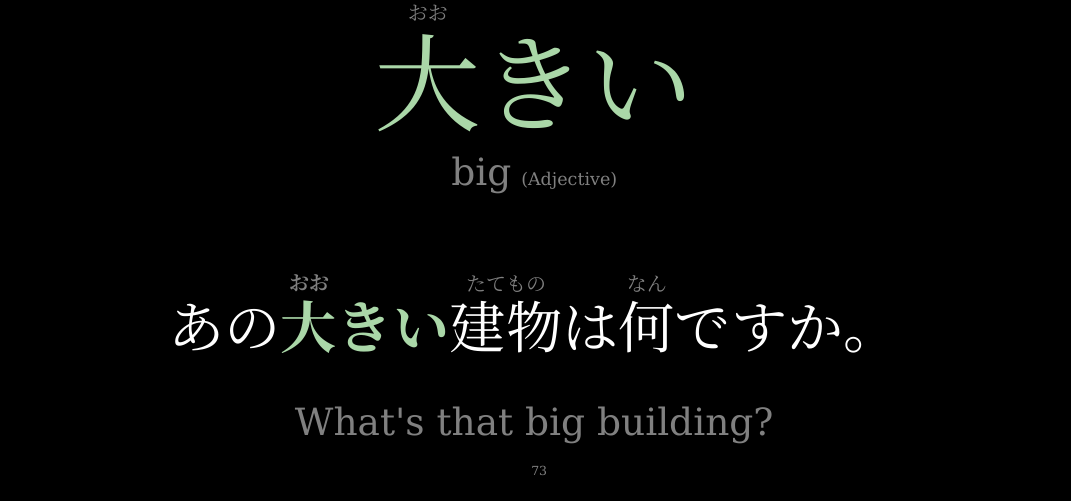 おお
大きい
big (Adjective)
おお たてもの なん
あの大きい建物は何ですか。
What's that big building?
73